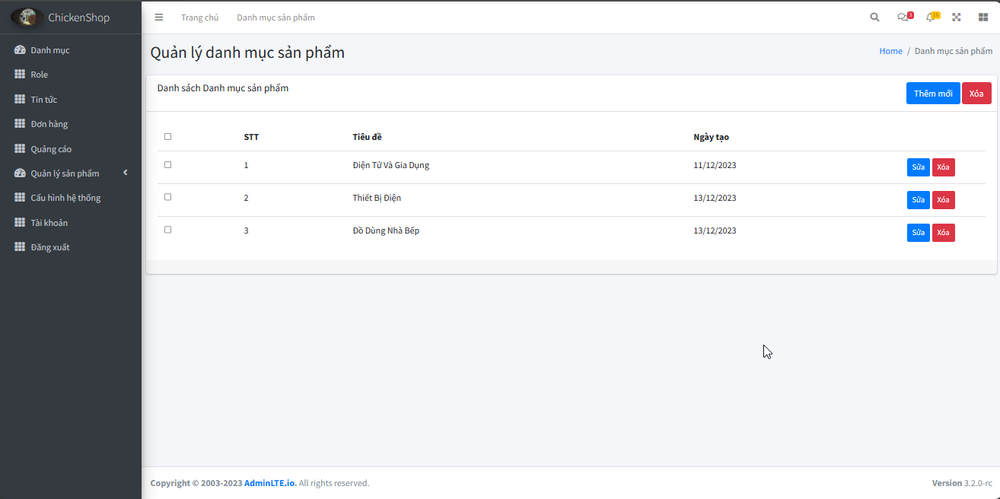 ChickenShop
Trang chủ Danh mục sản phẩm 3 15
Danh mục
Role
Tin tức
Đơn hàng
Quảng cáo
Quản lý sản phẩm
Cấu hình hệ thống
Tài khoản
Đăng xuất
Quản lý danh mục sản phẩm
Home / Danh mục sản phẩm
Danh sách Danh mục sản phẩm
Thêm mới Xóa
STT Tiêu đề Ngày tạo
1 Điện Tử Và Gia Dụng 11/12/2023 Sửa Xóa
2 Thiết Bị Điện 13/12/2023 Sửa Xóa
3 Đồ Dùng Nhà Bếp 13/12/2023 Sửa Xóa
Copyright © 2003-2023 AdminLTE.io. All rights reserved. Version 3.2.0-rc